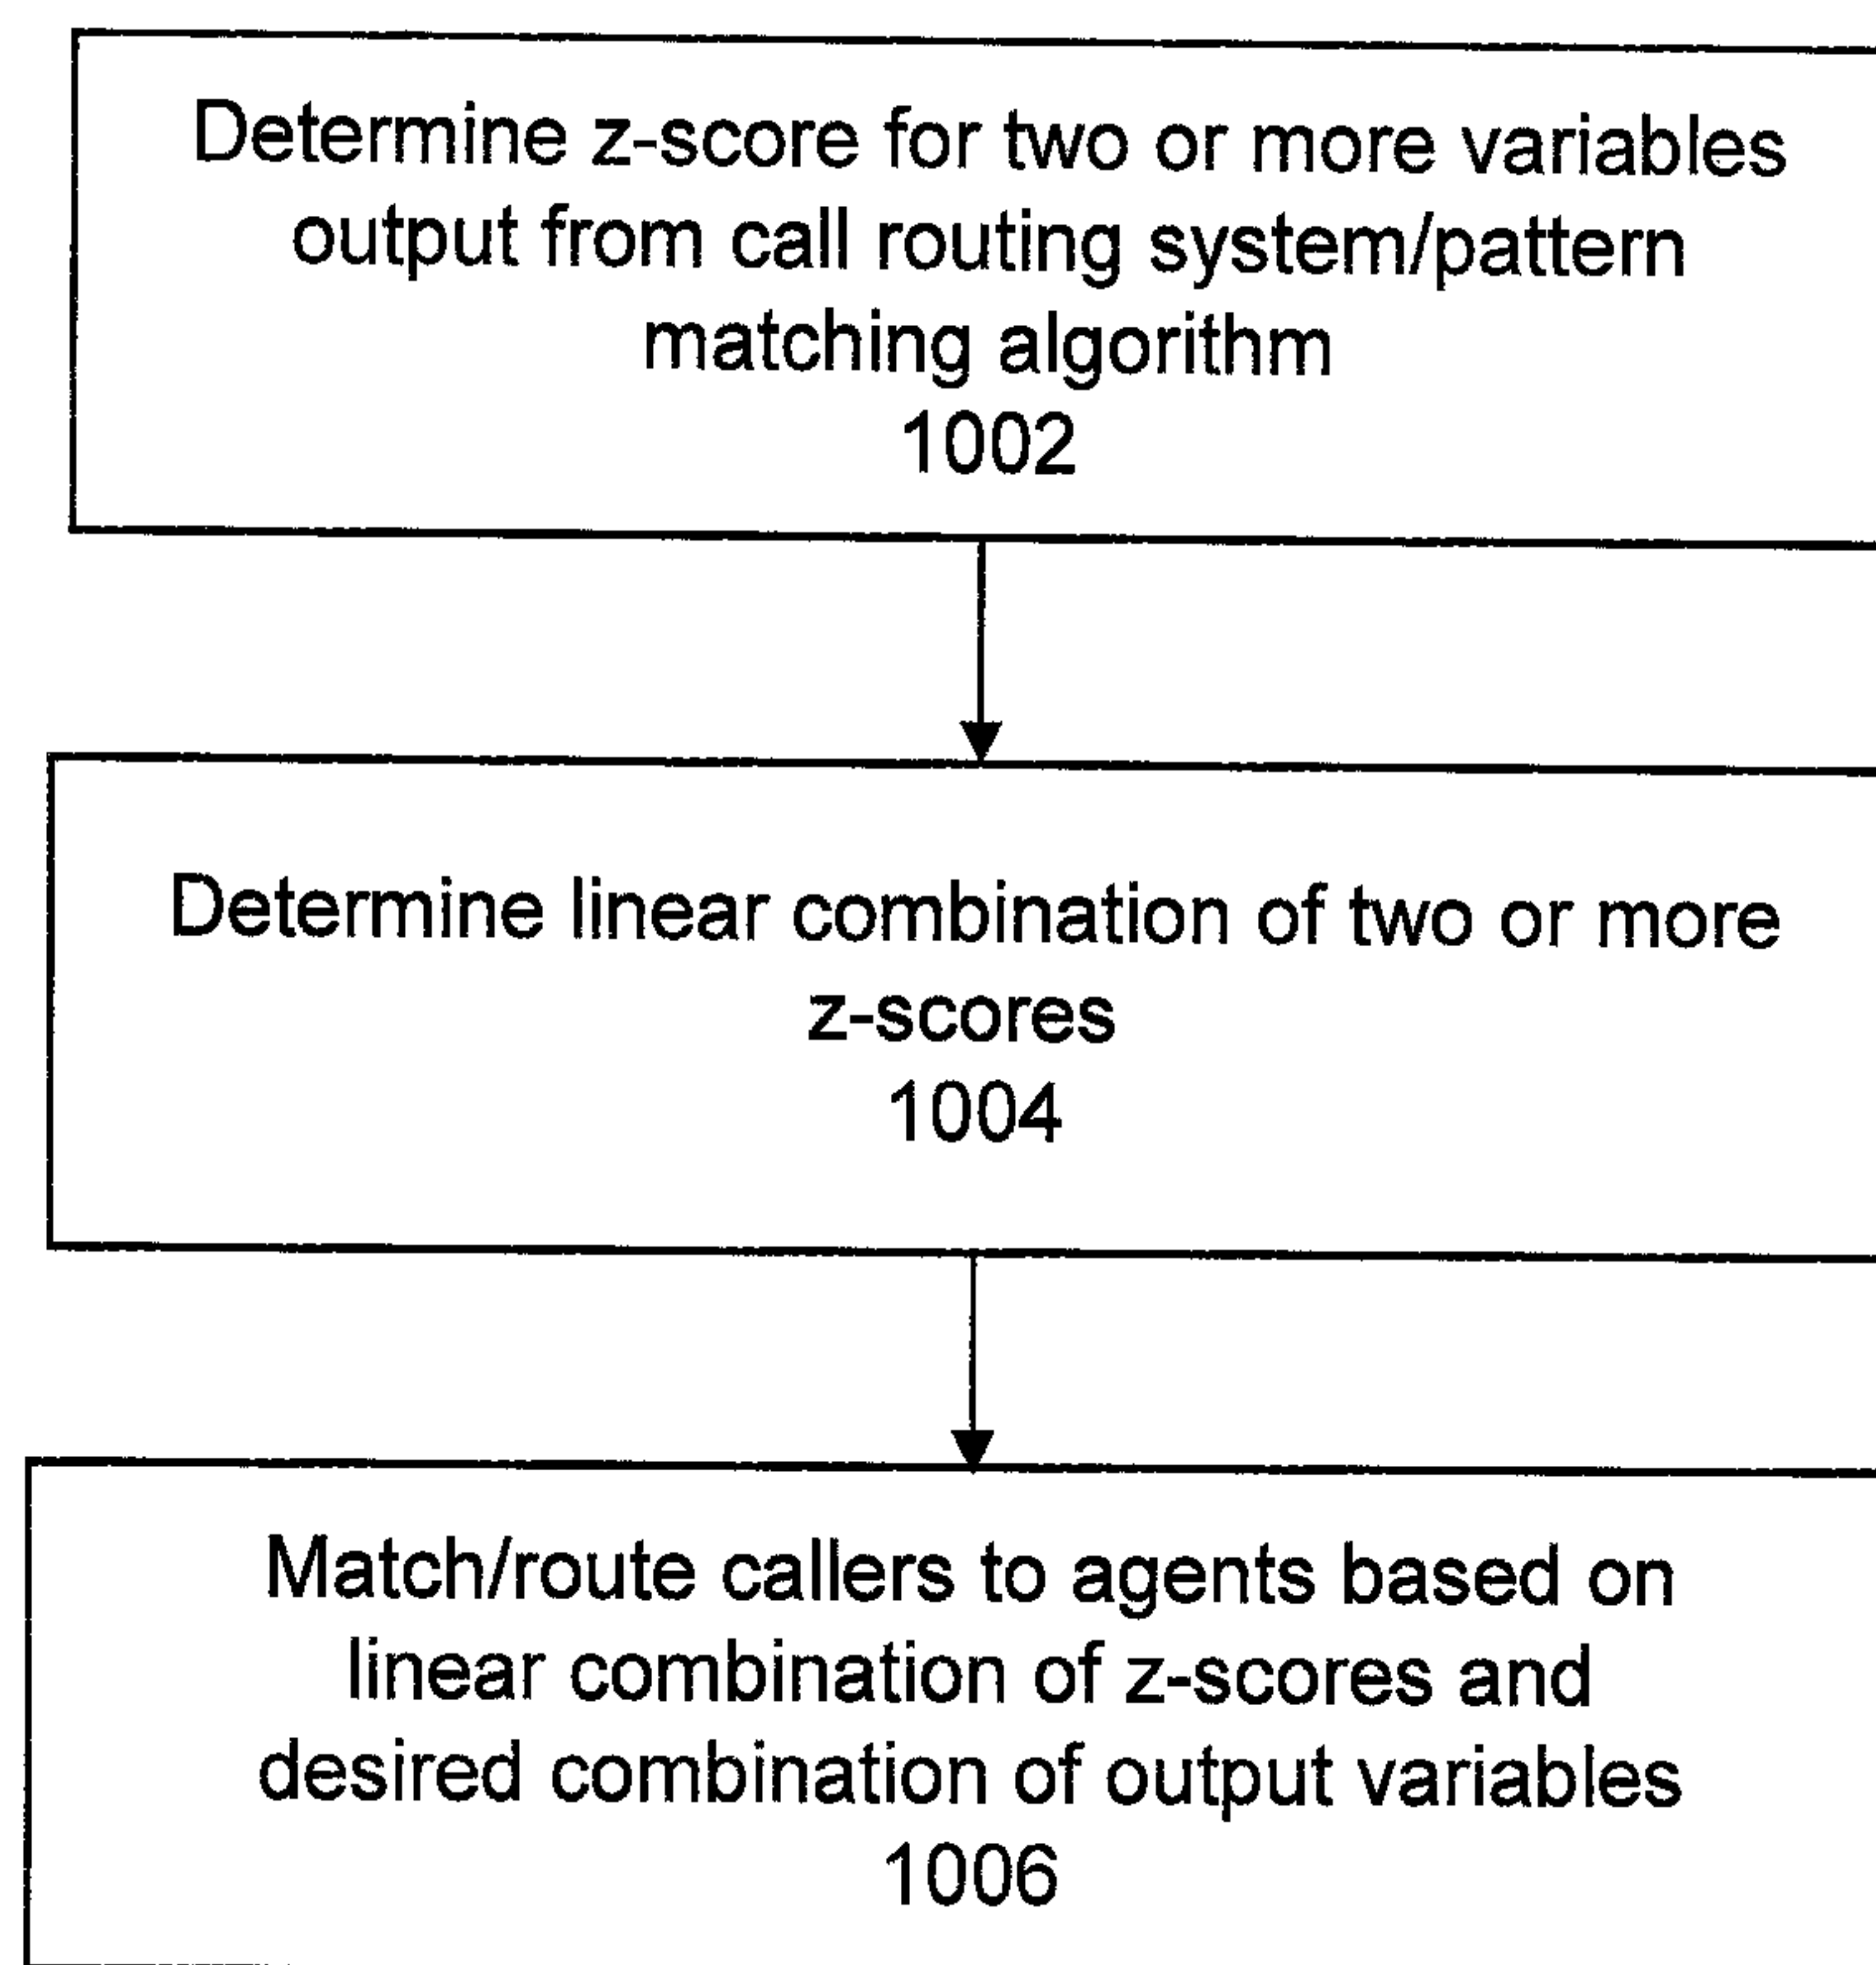 Determine z-score for two or more variables
output from call routing system/pattern
matching algorithm
1002
Determine linear combination of two or more
z-scores
1004
Match/route callers to agents based on
linear combination of z-scores and
desired combination of output variables
1006